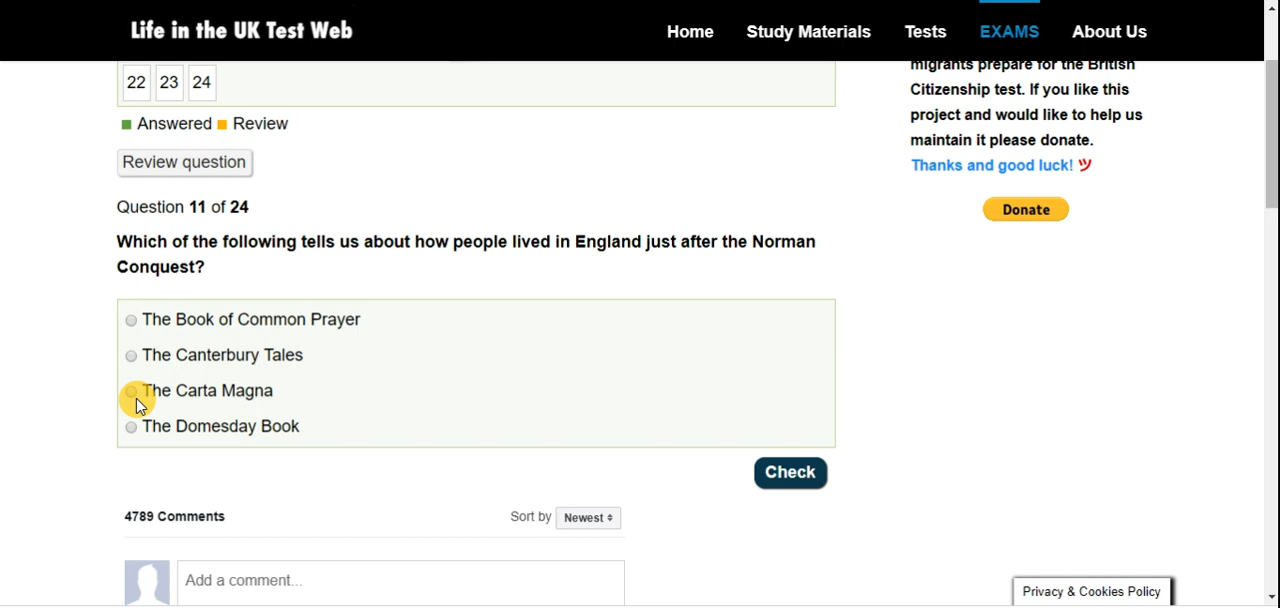 Life in the UK Test Web
Home Study Materials Tests EXAMS About Us
22 23 24
Answered Review
Review question
Question 11 of 24
Which of the following tells us about how people lived in England just after the Norman
Conquest?
The Book of Common Prayer
The Canterbury Tales
The Carta Magna
The Domesday Book
Check
4789 Comments
Sort by Newest
Add a comment...
migrants prepare for the British
Citizenship test. If you like this
project and would like to help us
maintain it please donate.
Thanks and good luck! ツ
Donate
Privacy & Cookies Policy